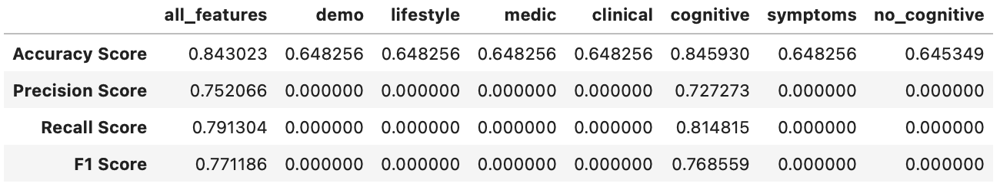 all_features demo lifestyle medic clinical cognitive symptoms no_cognitive
Accuracy Score 0.843023 0.648256 0.648256 0.648256 0.648256 0.845930 0.648256 0.645349
Precision Score 0.752066 0.000000 0.000000 0.000000 0.000000 0.727273 0.000000 0.000000
Recall Score 0.791304 0.000000 0.000000 0.000000 0.000000 0.814815 0.000000 0.000000
F1 Score 0.771186 0.000000 0.000000 0.000000 0.000000 0.768559 0.000000 0.000000